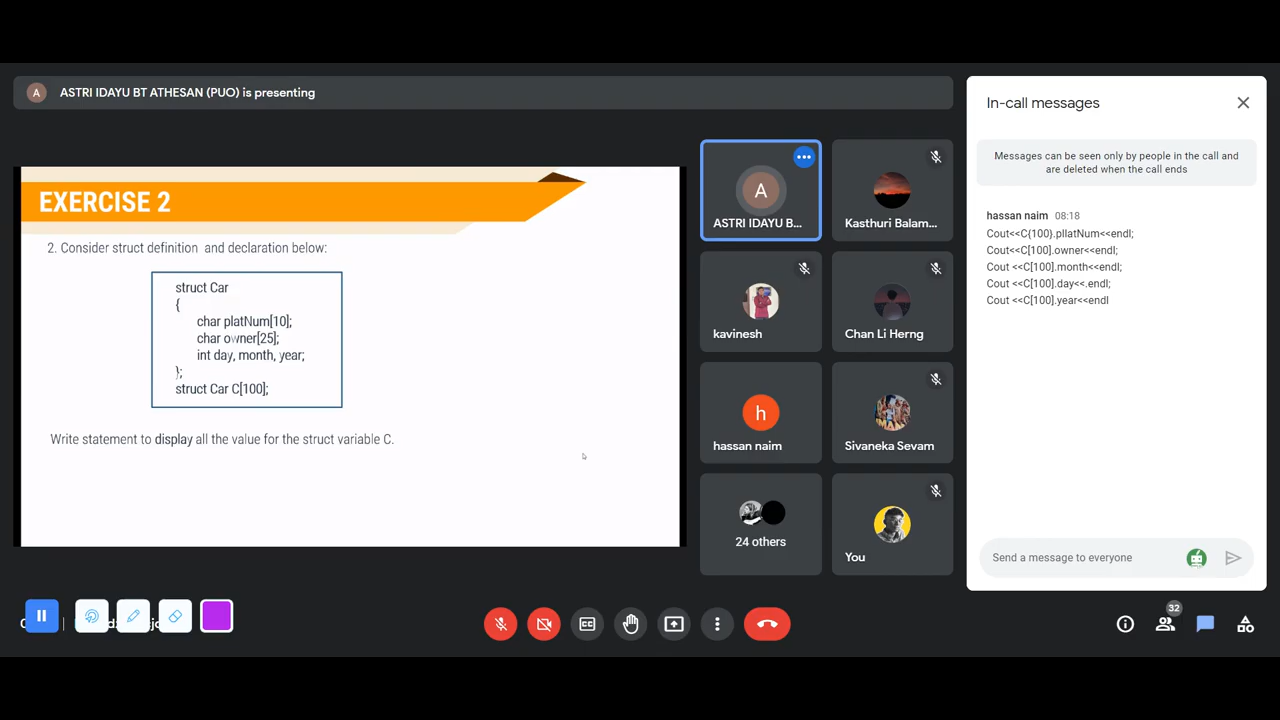 A ASTRI IDAYU BT ATHESAN (PUO) is presenting
EXERCISE 2
2. Consider struct definition and declaration below:
struct Car
{
char platNum[10];
char owner[25];
int day, month, year;
};
struct Car C[100];
Write statement to display all the value for the struct variable C.
A
ASTRI IDAYU B...
Kasthuri Balam...
kavinesh
Chan Li Herng
h
hassan naim
Sivaneka Sevam
24 others
You
In-call messages
Messages can be seen only by people in the call and
are deleted when the call ends
hassan naim 08:18
Cout<<C{100}.pllatNum<<endl;
Cout<<C[100].owner<<endl;
Cout <<C[100].month<<endl;
Cout <<C[100].day<<.endl;
Cout <<C[100].year<<endl
Send a message to everyone
32